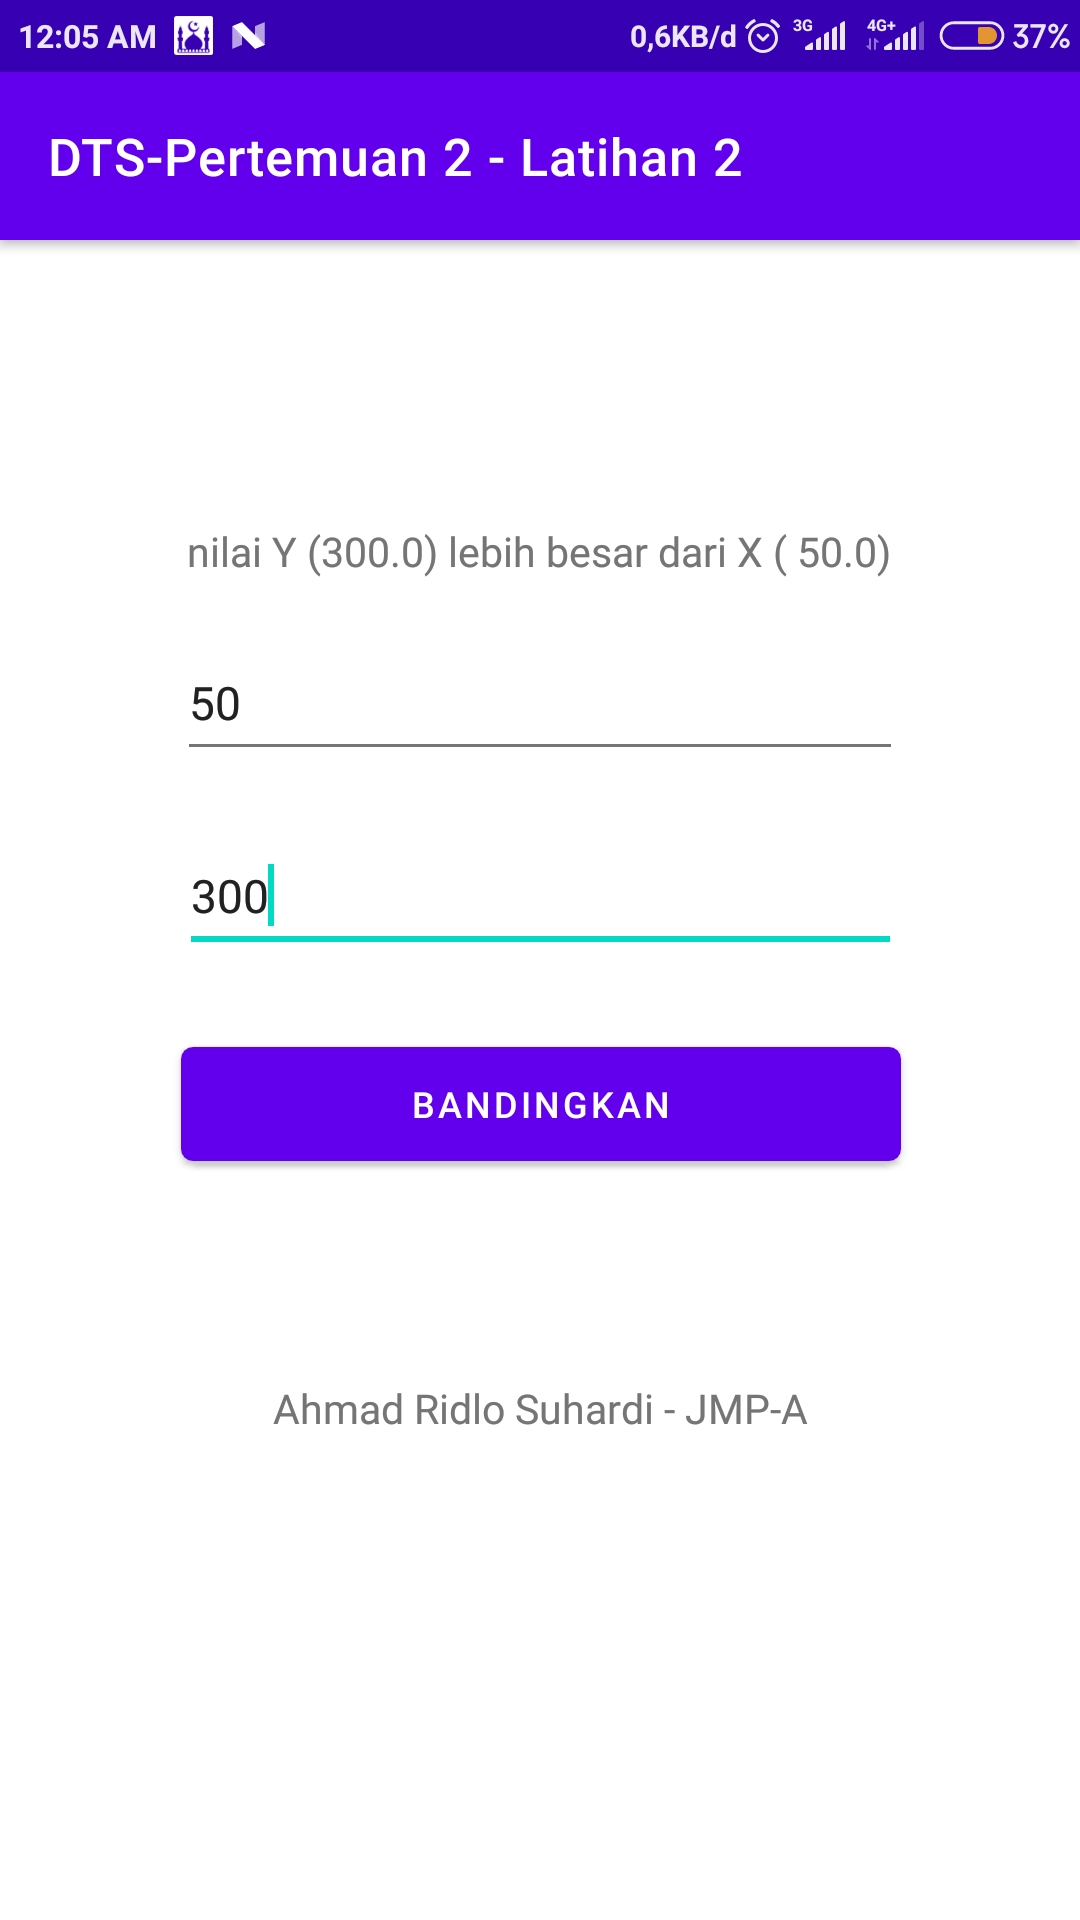 12:05 AM 0,6KB/d 3G 4G+ 37%
DTS-Pertemuan 2 - Latihan 2
nilai Y (300.0) lebih besar dari X ( 50.0)
50
300
BANDINGKAN
Ahmad Ridlo Suhardi - JMP-A